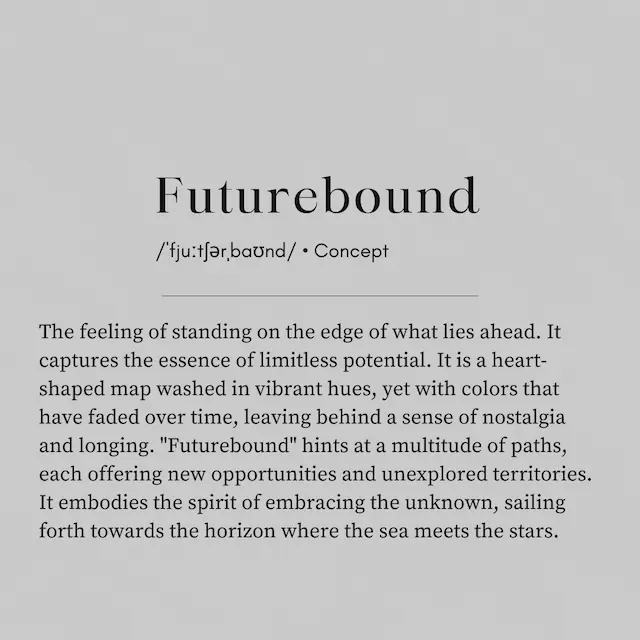 Futurebound
/ˈfjuːtʃərˌbaʊnd/ • Concept
The feeling of standing on the edge of what lies ahead. It
captures the essence of limitless potential. It is a heart-
shaped map washed in vibrant hues, yet with colors that
have faded over time, leaving behind a sense of nostalgia
and longing. "Futurebound" hints at a multitude of paths,
each offering new opportunities and unexplored territories.
It embodies the spirit of embracing the unknown, sailing
forth towards the horizon where the sea meets the stars.